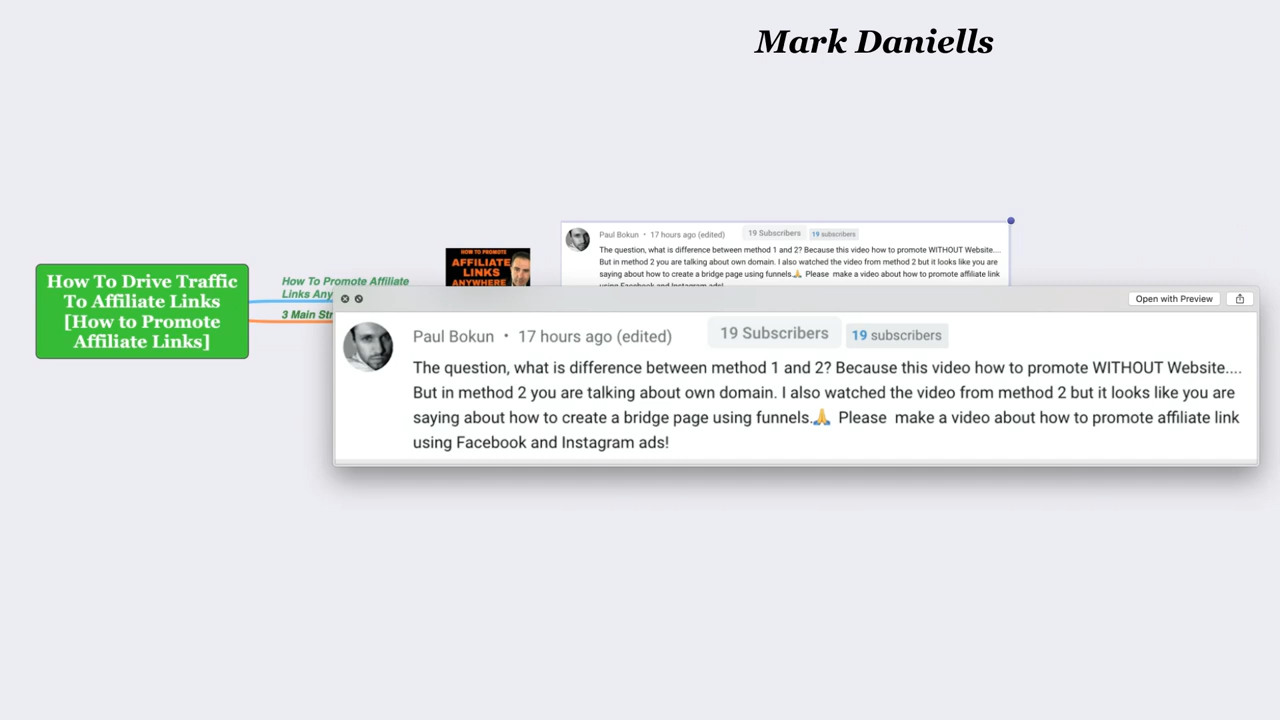 Mark Daniells
Paul Bokun • 17 hours ago (edited) 19 Subscribers 19 subscribers
The question, what is difference between method 1 and 2? Because this video how to promote WITHOUT Website....
But in method 2 you are talking about own domain. I also watched the video from method 2 but it looks like you are
saying about how to create a bridge page using funnels.🙏 Please make a video about how to promote affiliate link
using Facebook and Instagram ads!
HOW TO PROMOTE
AFFILIATE
LINKS
ANYWHERE
How To Drive Traffic
To Affiliate Links
[How to Promote
Affiliate Links]
How To Promote Affiliate
Links Any
3 Main Str
Open with Preview
Paul Bokun • 17 hours ago (edited) 19 Subscribers 19 subscribers
The question, what is difference between method 1 and 2? Because this video how to promote WITHOUT Website....
But in method 2 you are talking about own domain. I also watched the video from method 2 but it looks like you are
saying about how to create a bridge page using funnels.🙏 Please make a video about how to promote affiliate link
using Facebook and Instagram ads!